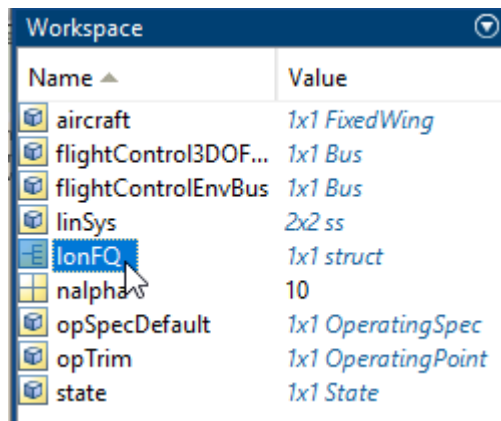 Workspace
Name Value
aircraft 1x1 FixedWing
flightControl3DOF... 1x1 Bus
flightControlEnvBus 1x1 Bus
linSys 2x2 ss
lonFQ 1x1 struct
nalpha 10
opSpecDefault 1x1 OperatingSpec
opTrim 1x1 OperatingPoint
state 1x1 State